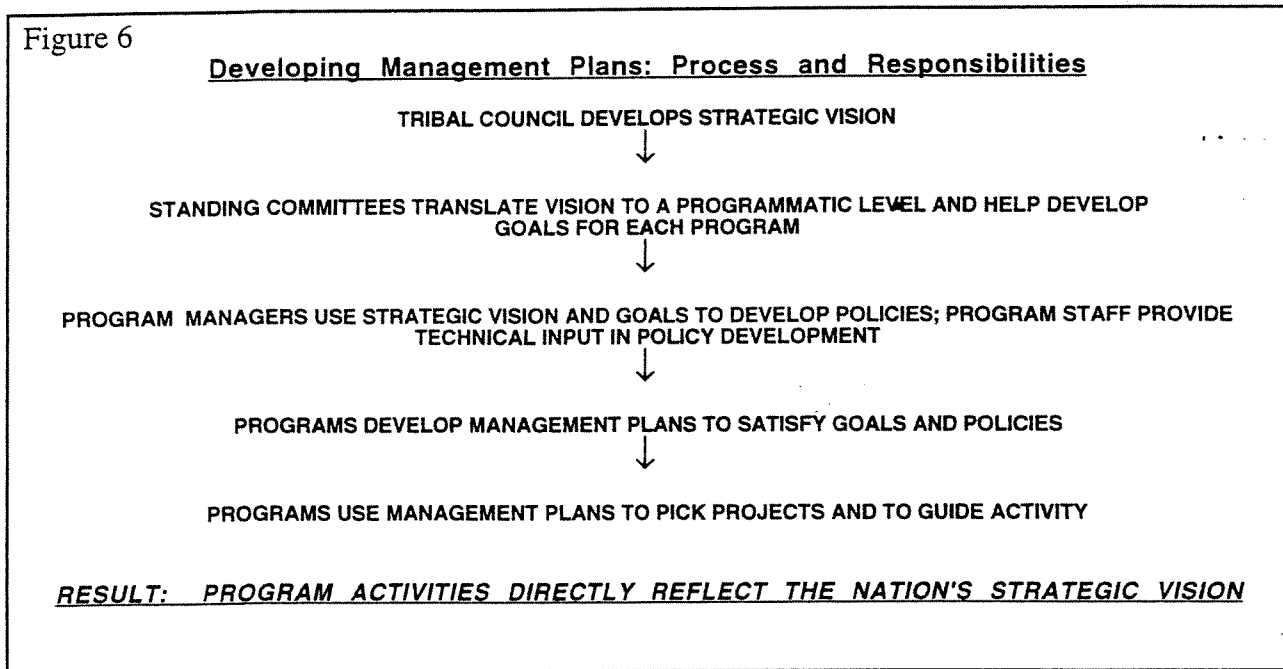 Figure 6
Developing Management Plans: Process and Responsibilities
TRIBAL COUNCIL DEVELOPS STRATEGIC VISION
STANDING COMMITTEES TRANSLATE VISION TO A PROGRAMMATIC LEVEL AND HELP DEVELOP
GOALS FOR EACH PROGRAM
PROGRAM MANAGERS USE STRATEGIC VISION AND GOALS TO DEVELOP POLICIES; PROGRAM STAFF PROVIDE
TECHNICAL INPUT IN POLICY DEVELOPMENT
PROGRAMS DEVELOP MANAGEMENT PLANS TO SATISFY GOALS AND POLICIES
PROGRAMS USE MANAGEMENT PLANS TO PICK PROJECTS AND TO GUIDE ACTIVITY
RESULT: PROGRAM ACTIVITIES DIRECTLY REFLECT THE NATION'S STRATEGIC VISION